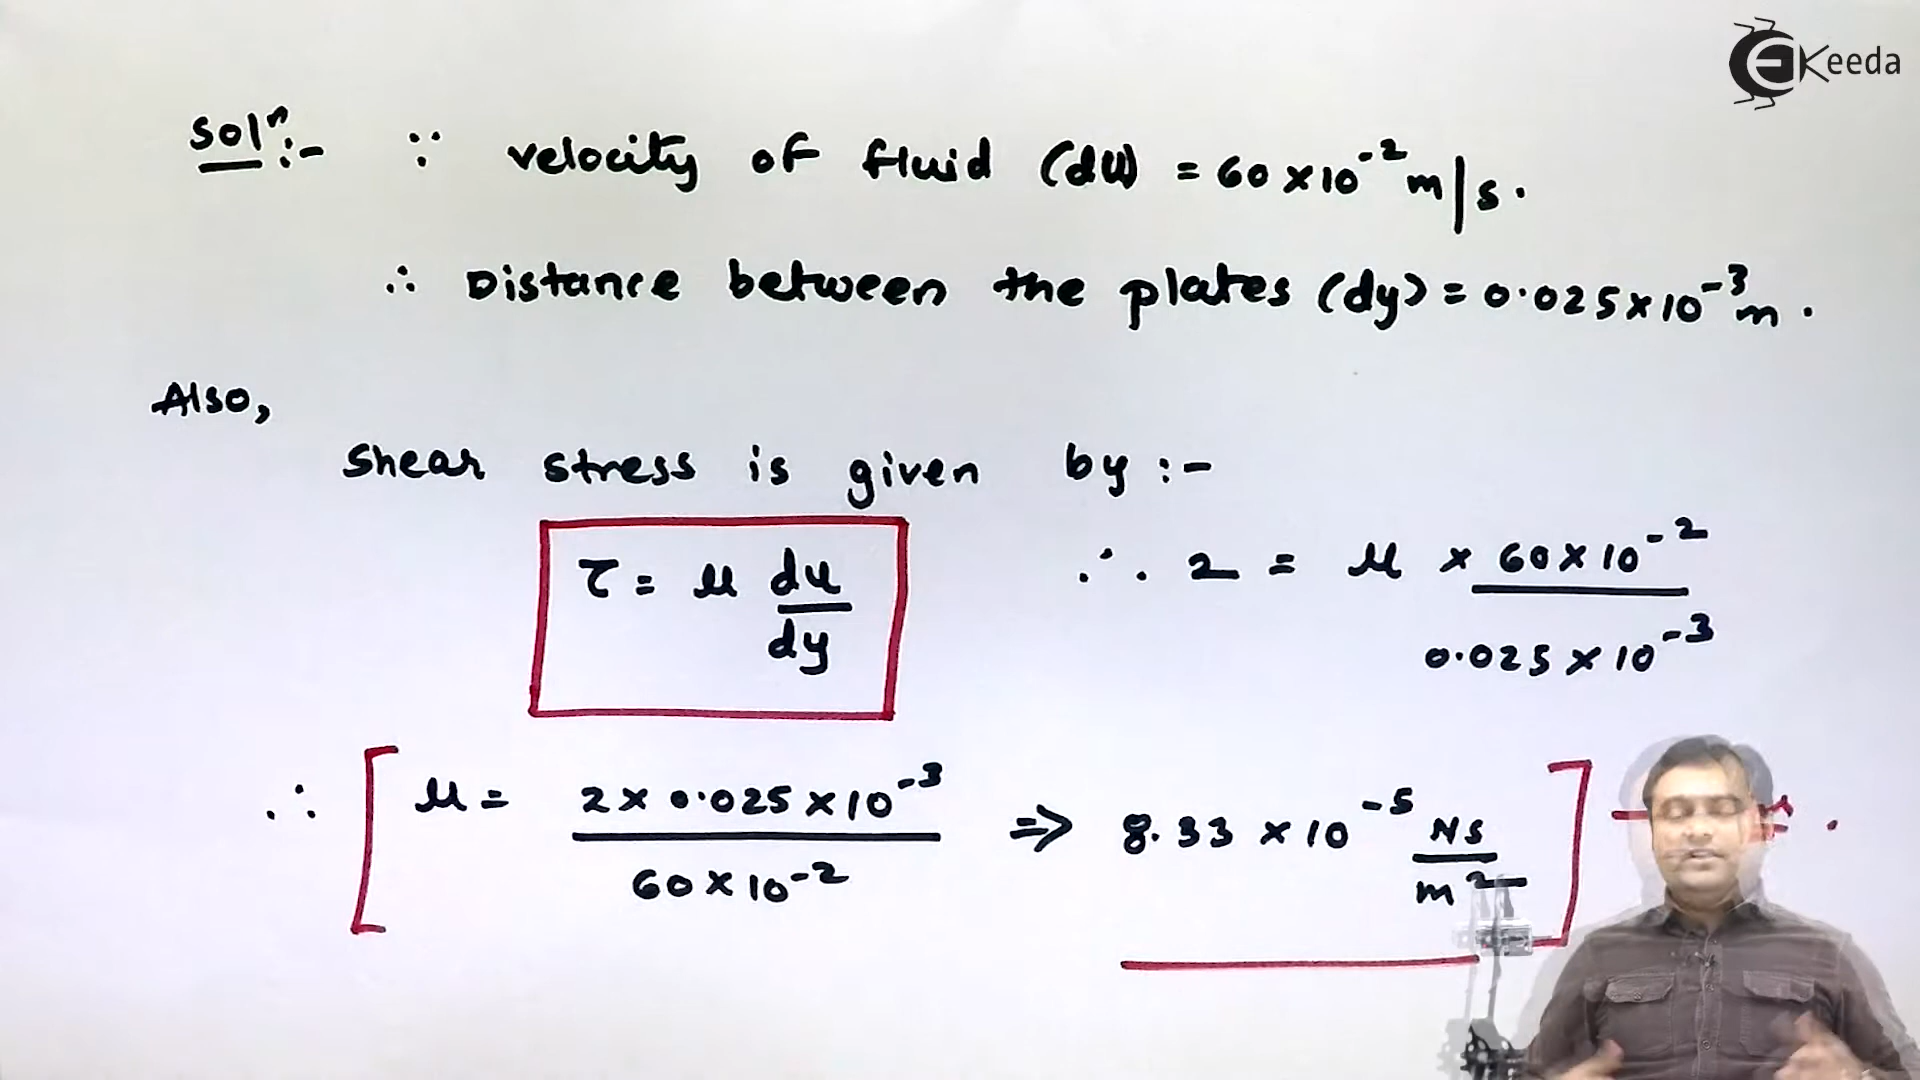 EKeeda
Solⁿ:- ∵ velocity of fluid (du) = 60 × 10⁻² m/s.
∴ Distance between the plates (dy) = 0.025 × 10⁻³ m.
Also,
shear stress is given by :-
τ = μ du/dy
∴ 2 = μ × 60 × 10⁻² / 0.025 × 10⁻³
∴ [ μ = 2 × 0.025 × 10⁻³ / 60 × 10⁻² ⇒ 8.33 × 10⁻⁵ Ns/m² ]